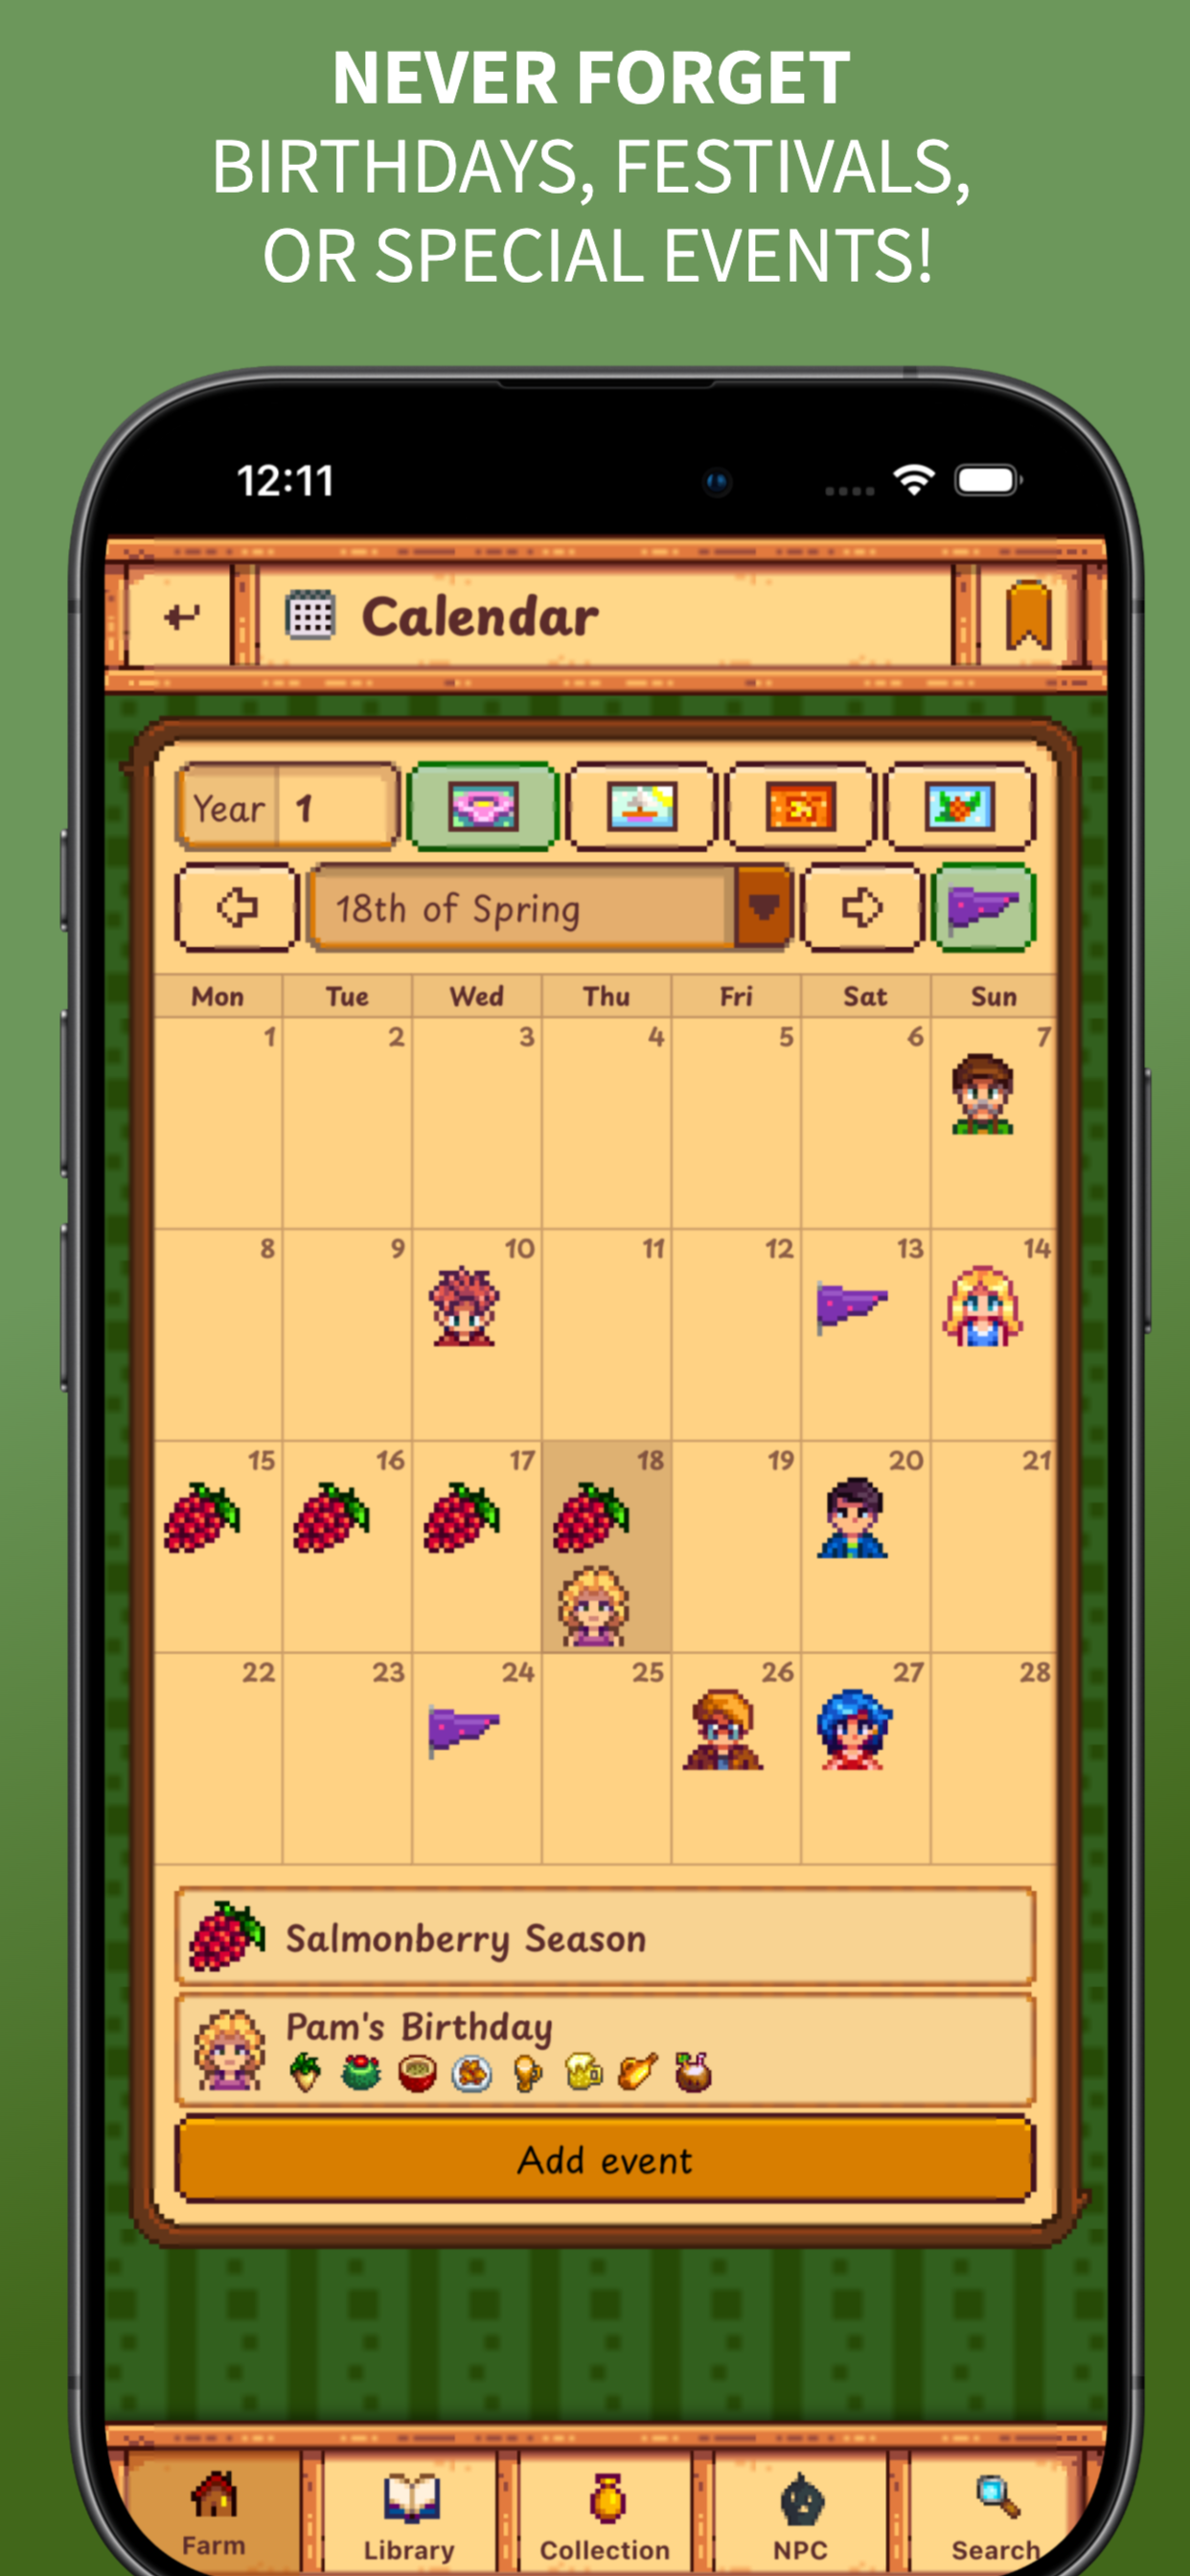 NEVER FORGET
BIRTHDAYS, FESTIVALS,
OR SPECIAL EVENTS!
12:11
Calendar
Year 1
18th of Spring
Mon Tue Wed Thu Fri Sat Sun
1 2 3 4 5 6 7
8 9 10 11 12 13 14
15 16 17 18 19 20 21
22 23 24 25 26 27 28
Salmonberry Season
Pam's Birthday
Add event
Farm Library Collection NPC Search